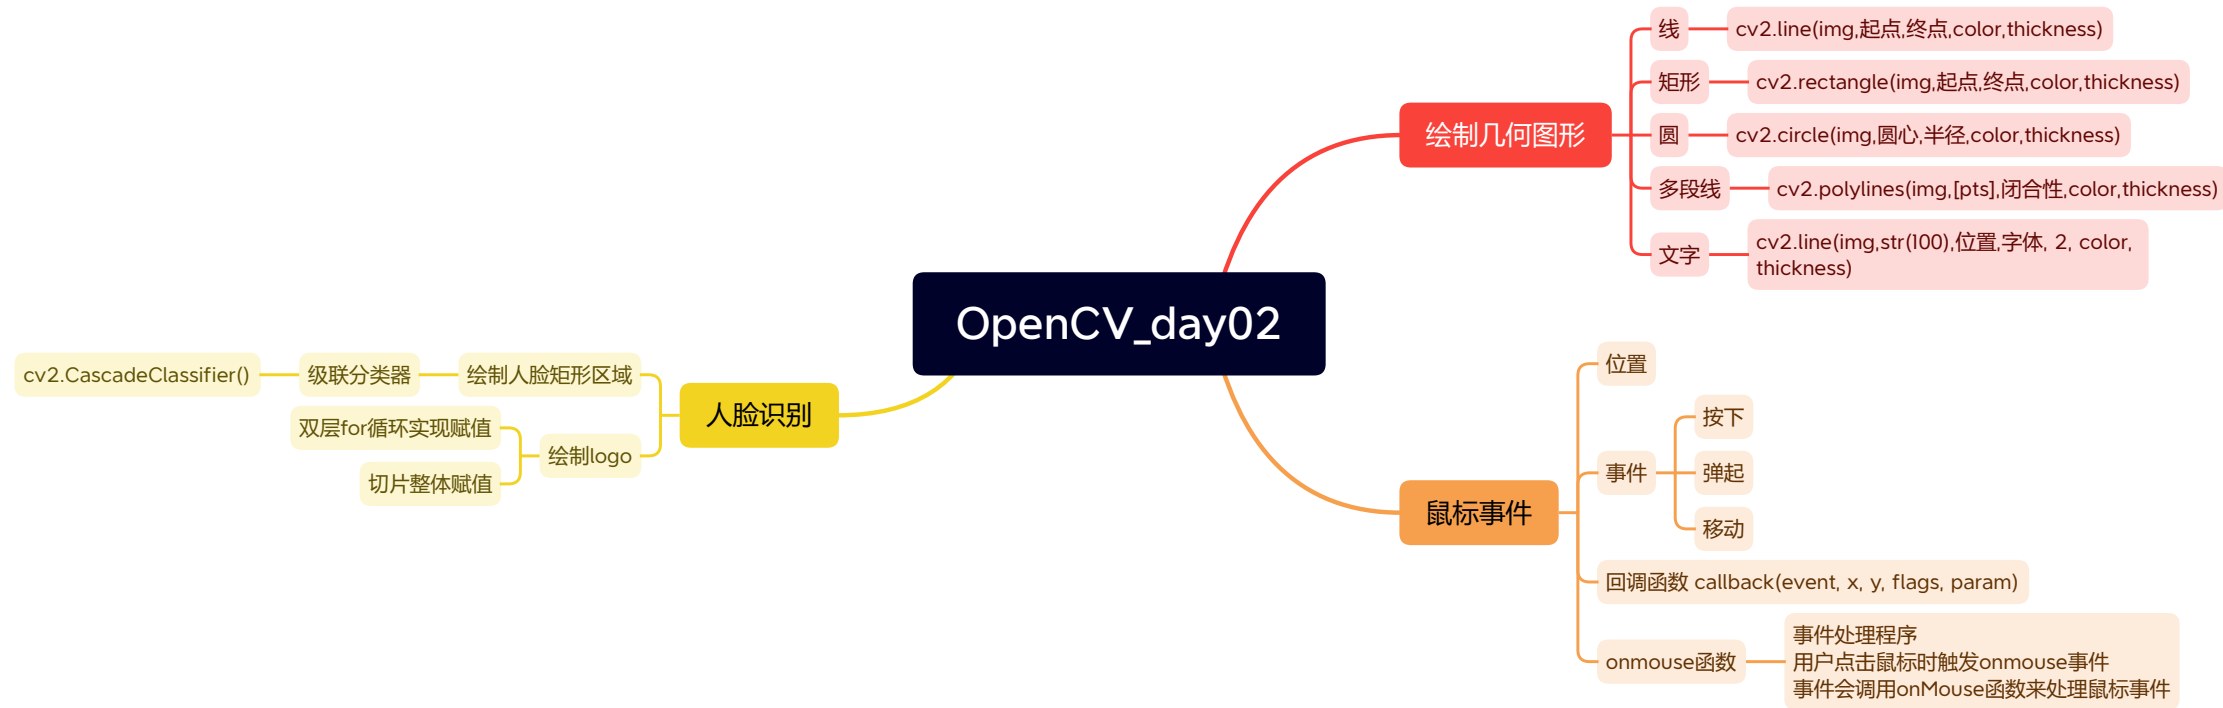 OpenCV_day02
绘制几何图形
线
cv2.line(img,起点,终点,color,thickness)
矩形
cv2.rectangle(img,起点,终点,color,thickness)
圆
cv2.circle(img,圆心,半径,color,thickness)
多段线
cv2.polylines(img,[pts],闭合性,color,thickness)
文字
cv2.line(img,str(100),位置,字体, 2, color,
thickness)
鼠标事件
位置
事件
按下
弹起
移动
回调函数 callback(event, x, y, flags, param)
onmouse函数
事件处理程序
用户点击鼠标时触发onmouse事件
事件会调用onMouse函数来处理鼠标事件
人脸识别
绘制人脸矩形区域
级联分类器
cv2.CascadeClassifier()
绘制logo
双层for循环实现赋值
切片整体赋值